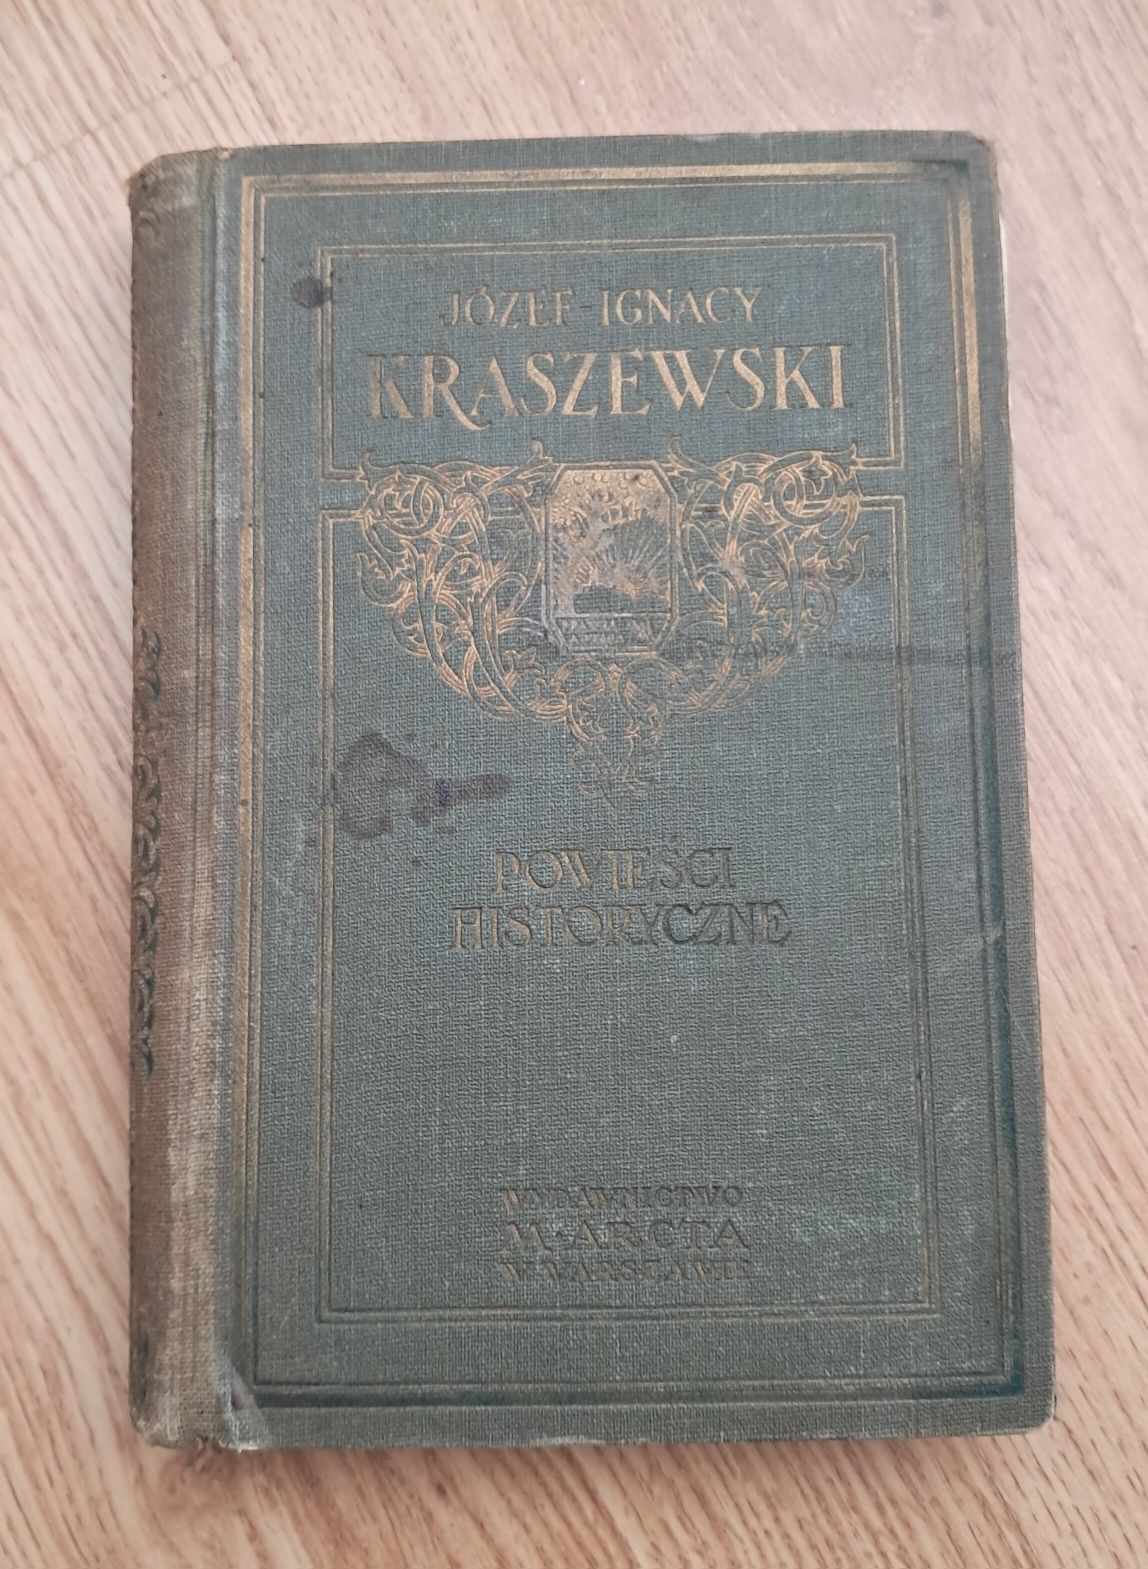 JÓZEF-IGNACY
KRASZEWSKI
POWIEŚCI
HISTORYCZNE
WYDAWNICTWO
M·ARCTA
W WARSZAWIE